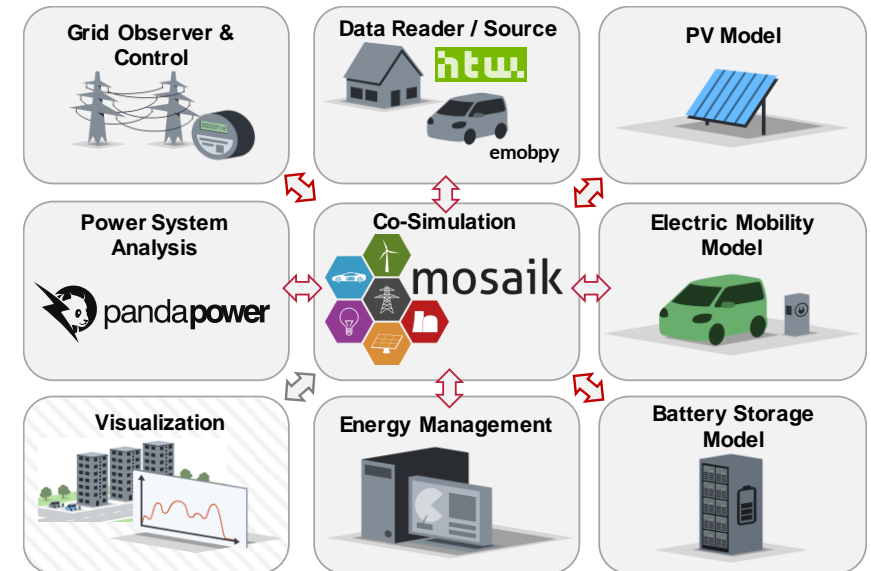 Grid Observer &
Control
Data Reader / Source
htw.
emobpy
PV Model
Power System
Analysis
pandapower
Co-Simulation
mosaik
Electric Mobility
Model
Visualization
Energy Management
Battery Storage
Model